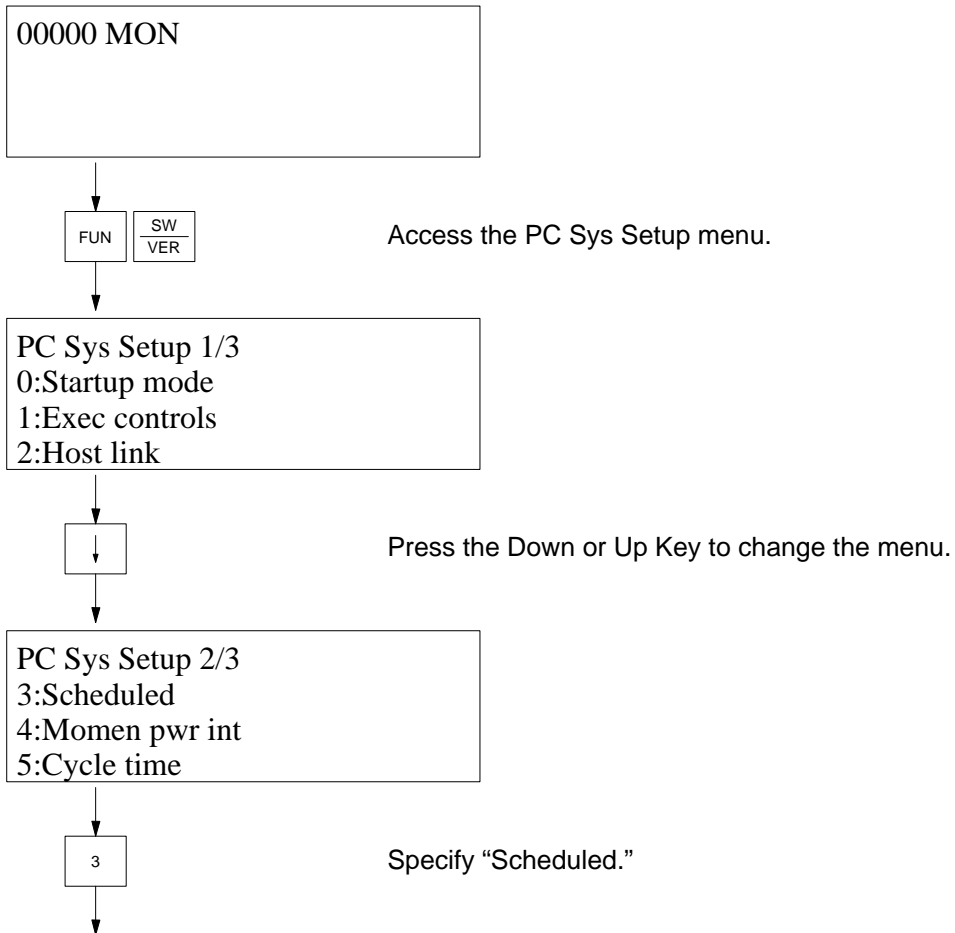 00000 MON
FUN
SW
VER
Access the PC Sys Setup menu.
PC Sys Setup 1/3
0:Startup mode
1:Exec controls
2:Host link
Press the Down or Up Key to change the menu.
PC Sys Setup 2/3
3:Scheduled
4:Momen pwr int
5:Cycle time
3
Specify “Scheduled.”